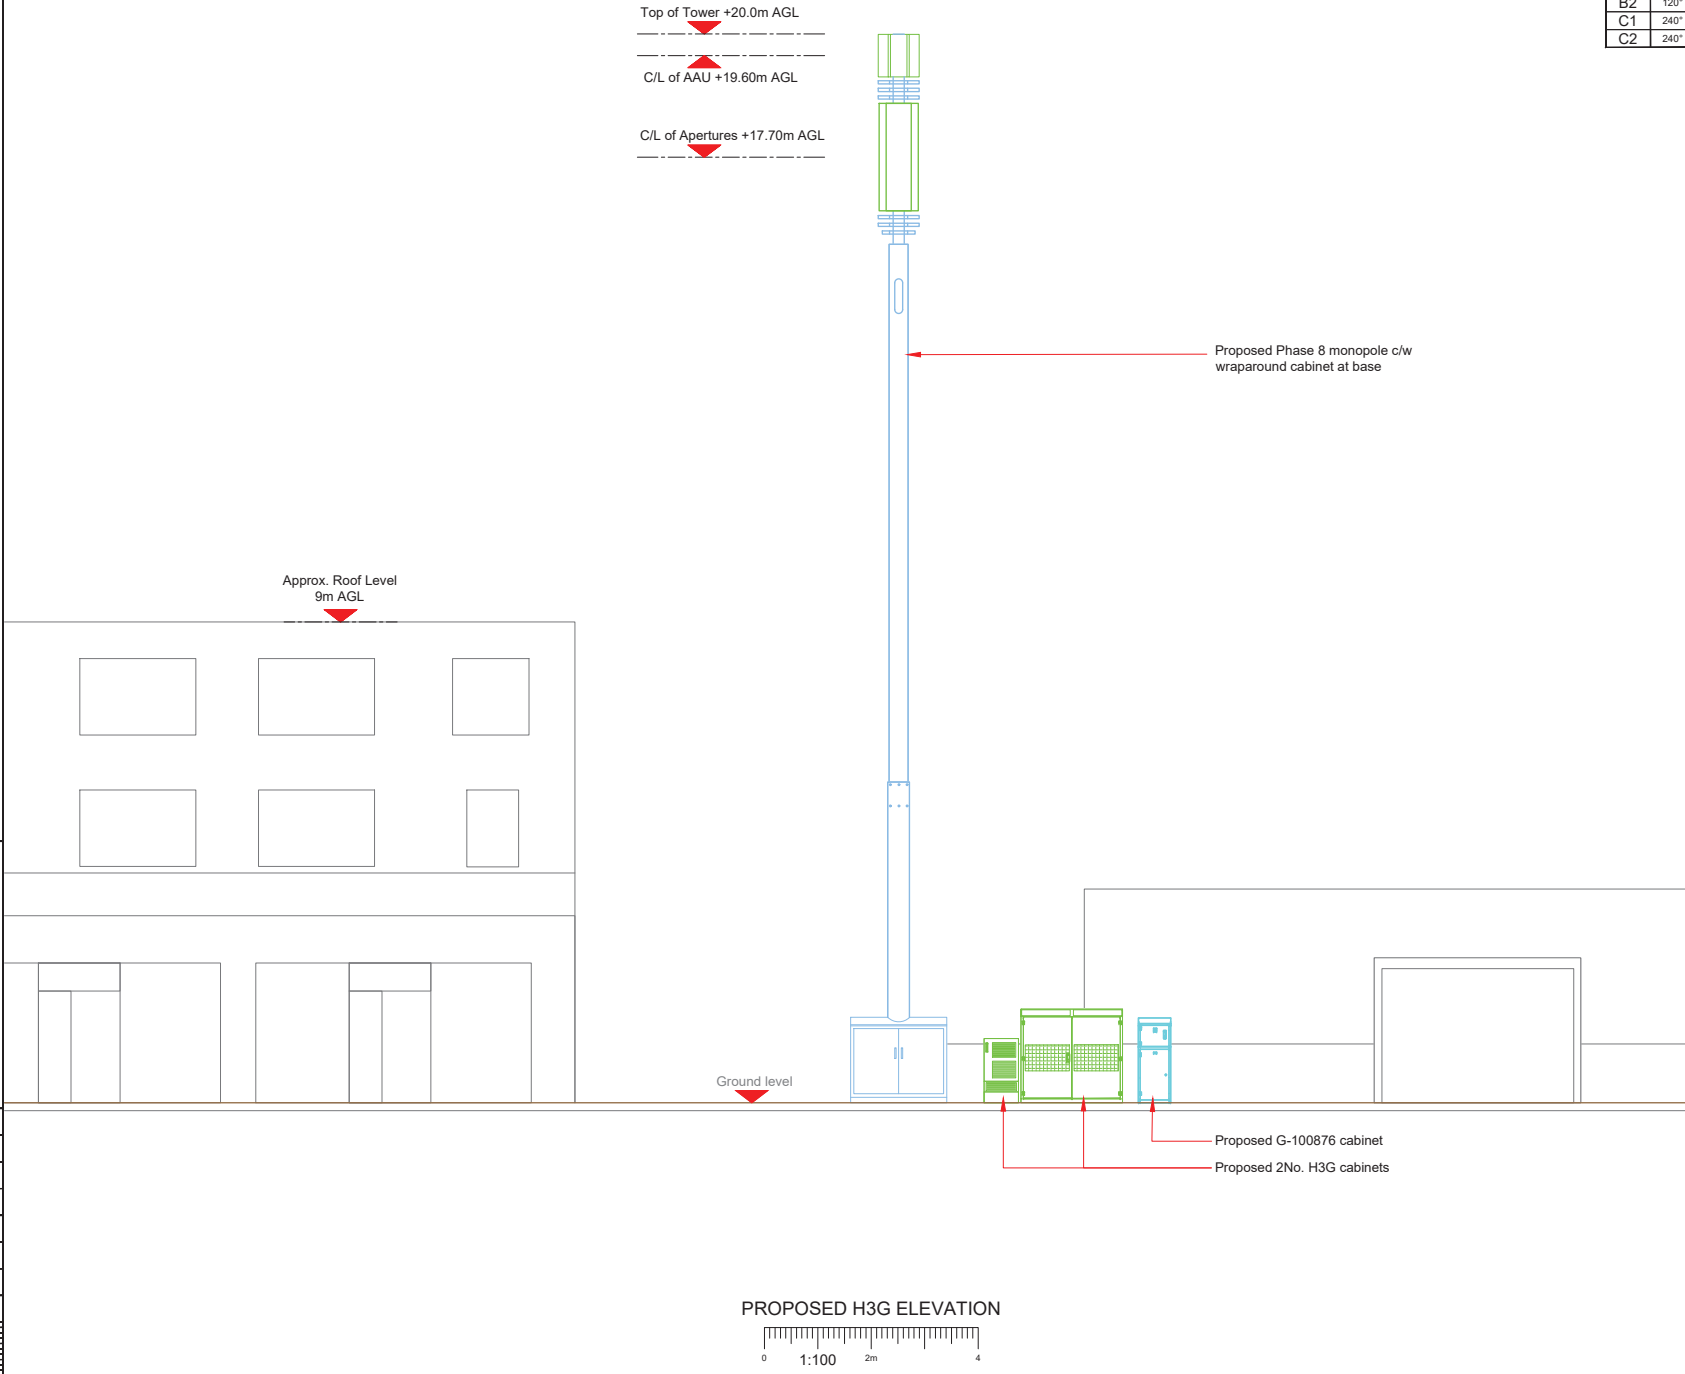 Top of Tower +20.0m AGL
C/L of AAU +19.60m AGL
C/L of Apertures +17.70m AGL
B2 120°
C1 240°
C2 240°
Proposed Phase 8 monopole c/w
wraparound cabinet at base
Approx. Roof Level
9m AGL
Ground level
Proposed G-100876 cabinet
Proposed 2No. H3G cabinets
PROPOSED H3G ELEVATION
0 1:100 2m 4